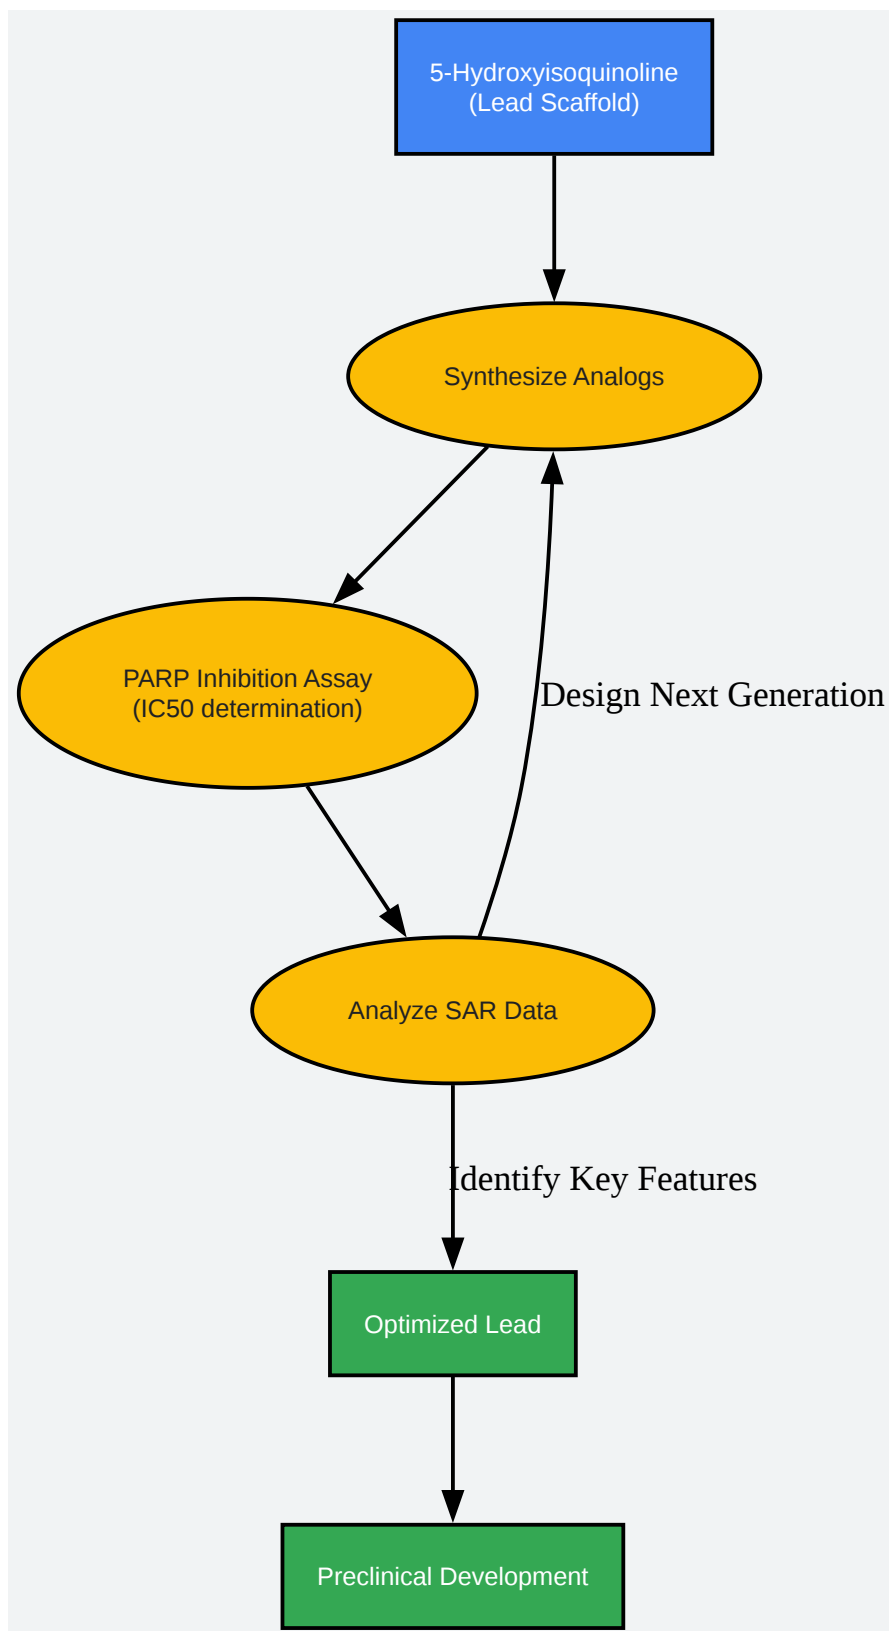 5-Hydroxyisoquinoline
(Lead Scaffold)
Synthesize Analogs
PARP Inhibition Assay
(IC50 determination)
Design Next Generation
Analyze SAR Data
Identify Key Features
Optimized Lead
Preclinical Development